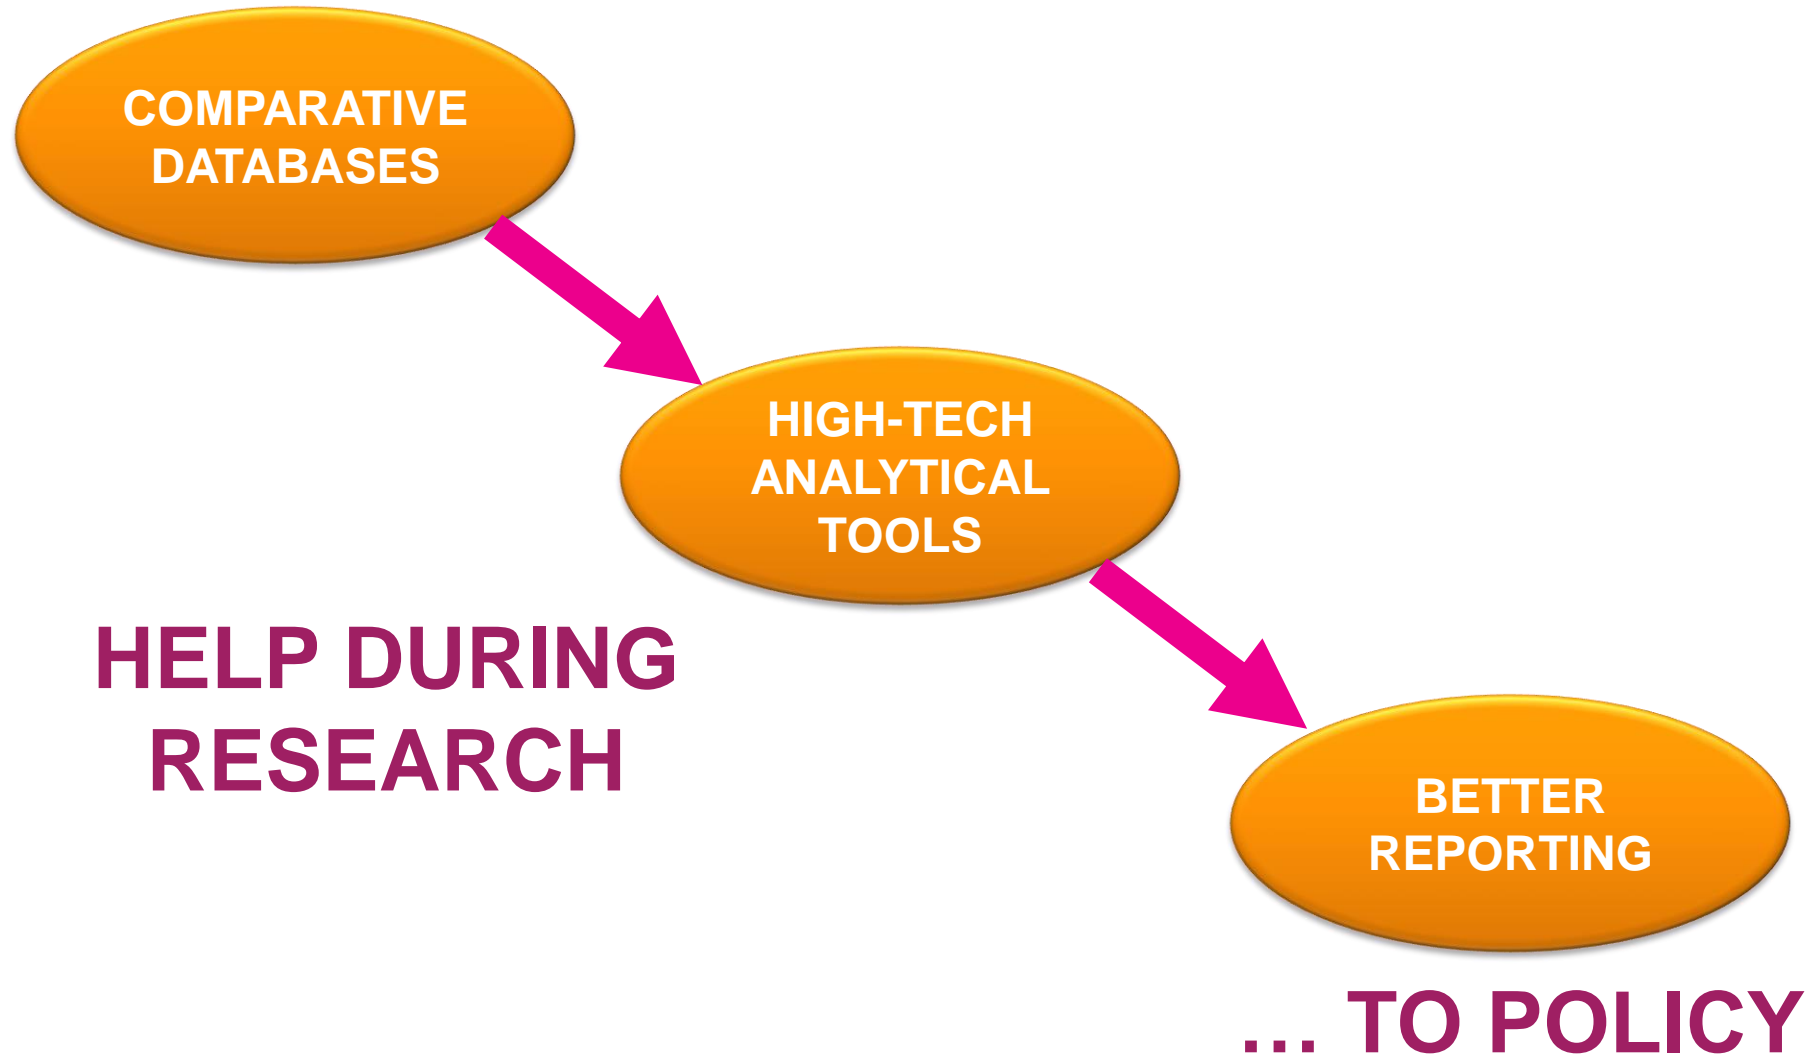 COMPARATIVE
DATABASES
HIGH-TECH
ANALYTICAL
TOOLS
HELP DURING
RESEARCH
BETTER
REPORTING
... TO POLICY